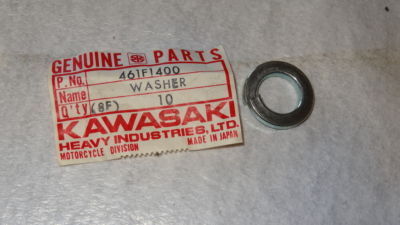 GENUINE PARTS
P. No. 461F1400
Name WASHER
Q'ty (8F) 10
KAWASAKI
HEAVY INDUSTRIES, LTD.
MOTORCYCLE DIVISION MADE IN JAPAN